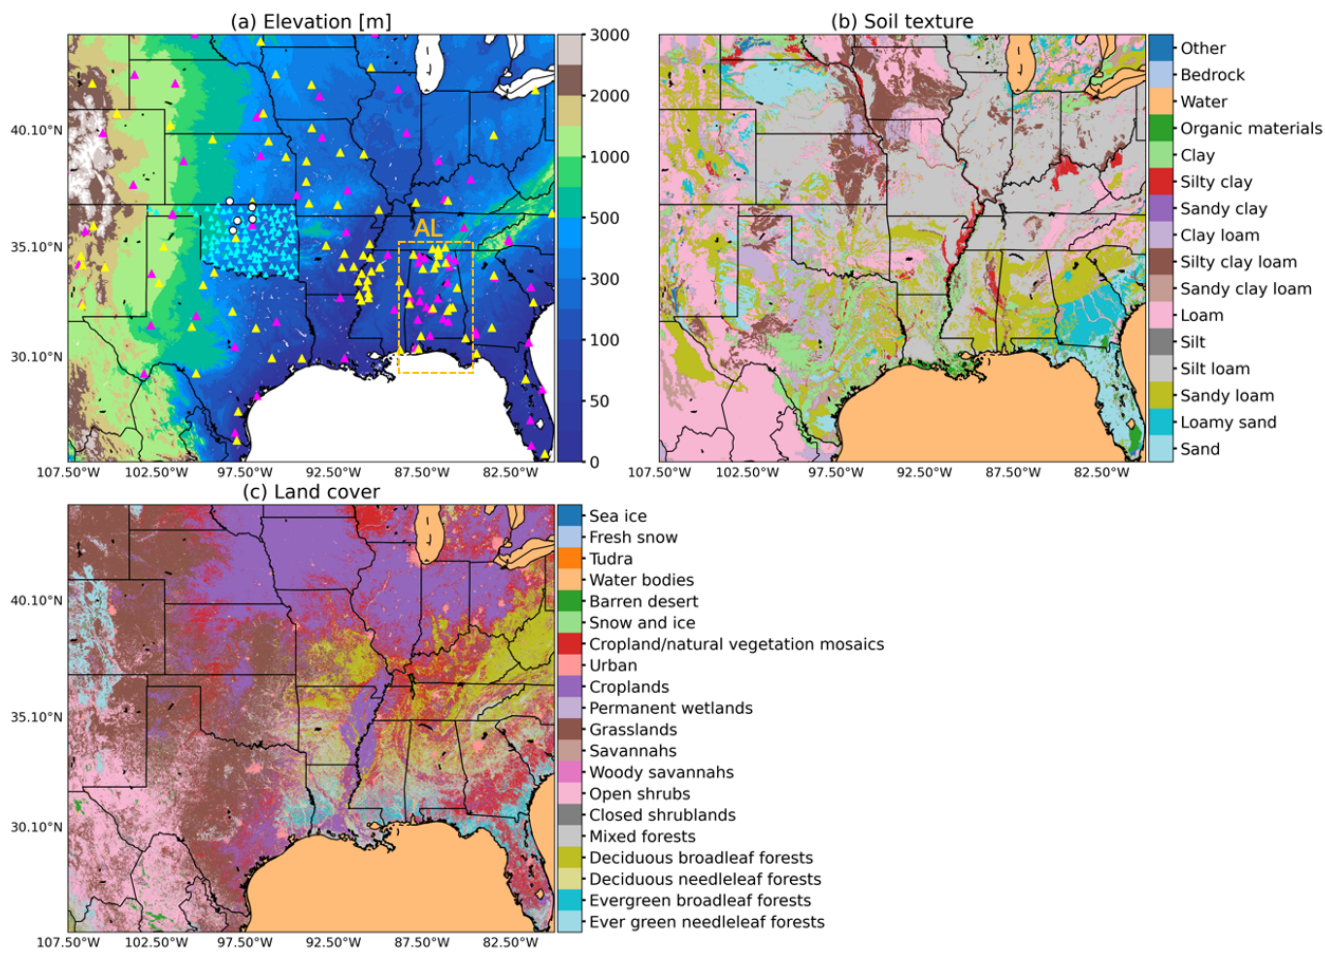 (a) Elevation [m]
40.10°N
35.10°N
30.10°N
107.50°W
102.50°W
97.50°W
92.50°W
87.50°W
82.50°W
AL
3000
2000
1000
500
300
100
50
0
(b) Soil texture
107.50°W
102.50°W
97.50°W
92.50°W
87.50°W
82.50°W
Other
Bedrock
Water
Organic materials
Clay
Silty clay
Sandy clay
Clay loam
Silty clay loam
Sandy clay loam
Loam
Silt
Silt loam
Sandy loam
Loamy sand
Sand
(c) Land cover
40.10°N
35.10°N
30.10°N
107.50°W
102.50°W
97.50°W
92.50°W
87.50°W
82.50°W
Sea ice
Fresh snow
Tudra
Water bodies
Barren desert
Snow and ice
Cropland/natural vegetation mosaics
Urban
Croplands
Permanent wetlands
Grasslands
Savannahs
Woody savannahs
Open shrubs
Closed shrublands
Mixed forests
Deciduous broadleaf forests
Deciduous needleleaf forests
Evergreen broadleaf forests
Ever green needleleaf forests